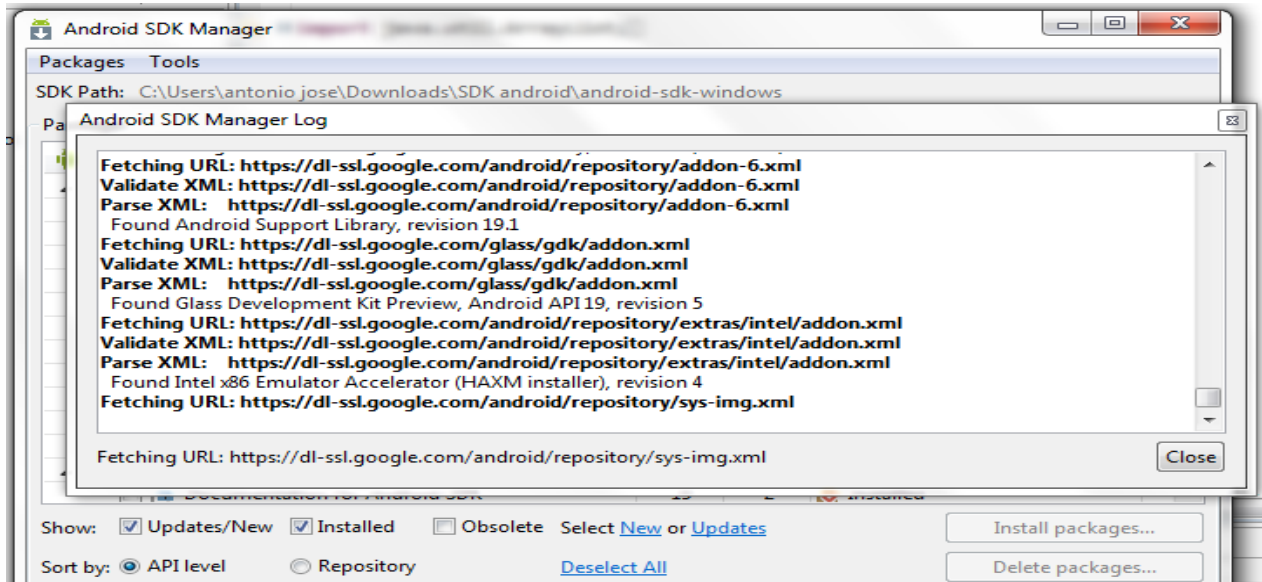 Android SDK Manager
Packages Tools
SDK Path: C:\Users\antonio jose\Downloads\SDK android\android-sdk-windows
Pa
Android SDK Manager Log
Fetching URL: https://dl-ssl.google.com/android/repository/addon-6.xml
Validate XML: https://dl-ssl.google.com/android/repository/addon-6.xml
Parse XML: https://dl-ssl.google.com/android/repository/addon-6.xml
Found Android Support Library, revision 19.1
Fetching URL: https://dl-ssl.google.com/glass/gdk/addon.xml
Validate XML: https://dl-ssl.google.com/glass/gdk/addon.xml
Parse XML: https://dl-ssl.google.com/glass/gdk/addon.xml
Found Glass Development Kit Preview, Android API 19, revision 5
Fetching URL: https://dl-ssl.google.com/android/repository/extras/intel/addon.xml
Validate XML: https://dl-ssl.google.com/android/repository/extras/intel/addon.xml
Parse XML: https://dl-ssl.google.com/android/repository/extras/intel/addon.xml
Found Intel x86 Emulator Accelerator (HAXM installer), revision 4
Fetching URL: https://dl-ssl.google.com/android/repository/sys-img.xml
Fetching URL: https://dl-ssl.google.com/android/repository/sys-img.xml
Close
Documentation for Android SDK 19 2 Installed
Show: Updates/New Installed Obsolete Select New or Updates
Install packages...
Sort by: API level Repository Deselect All
Delete packages...